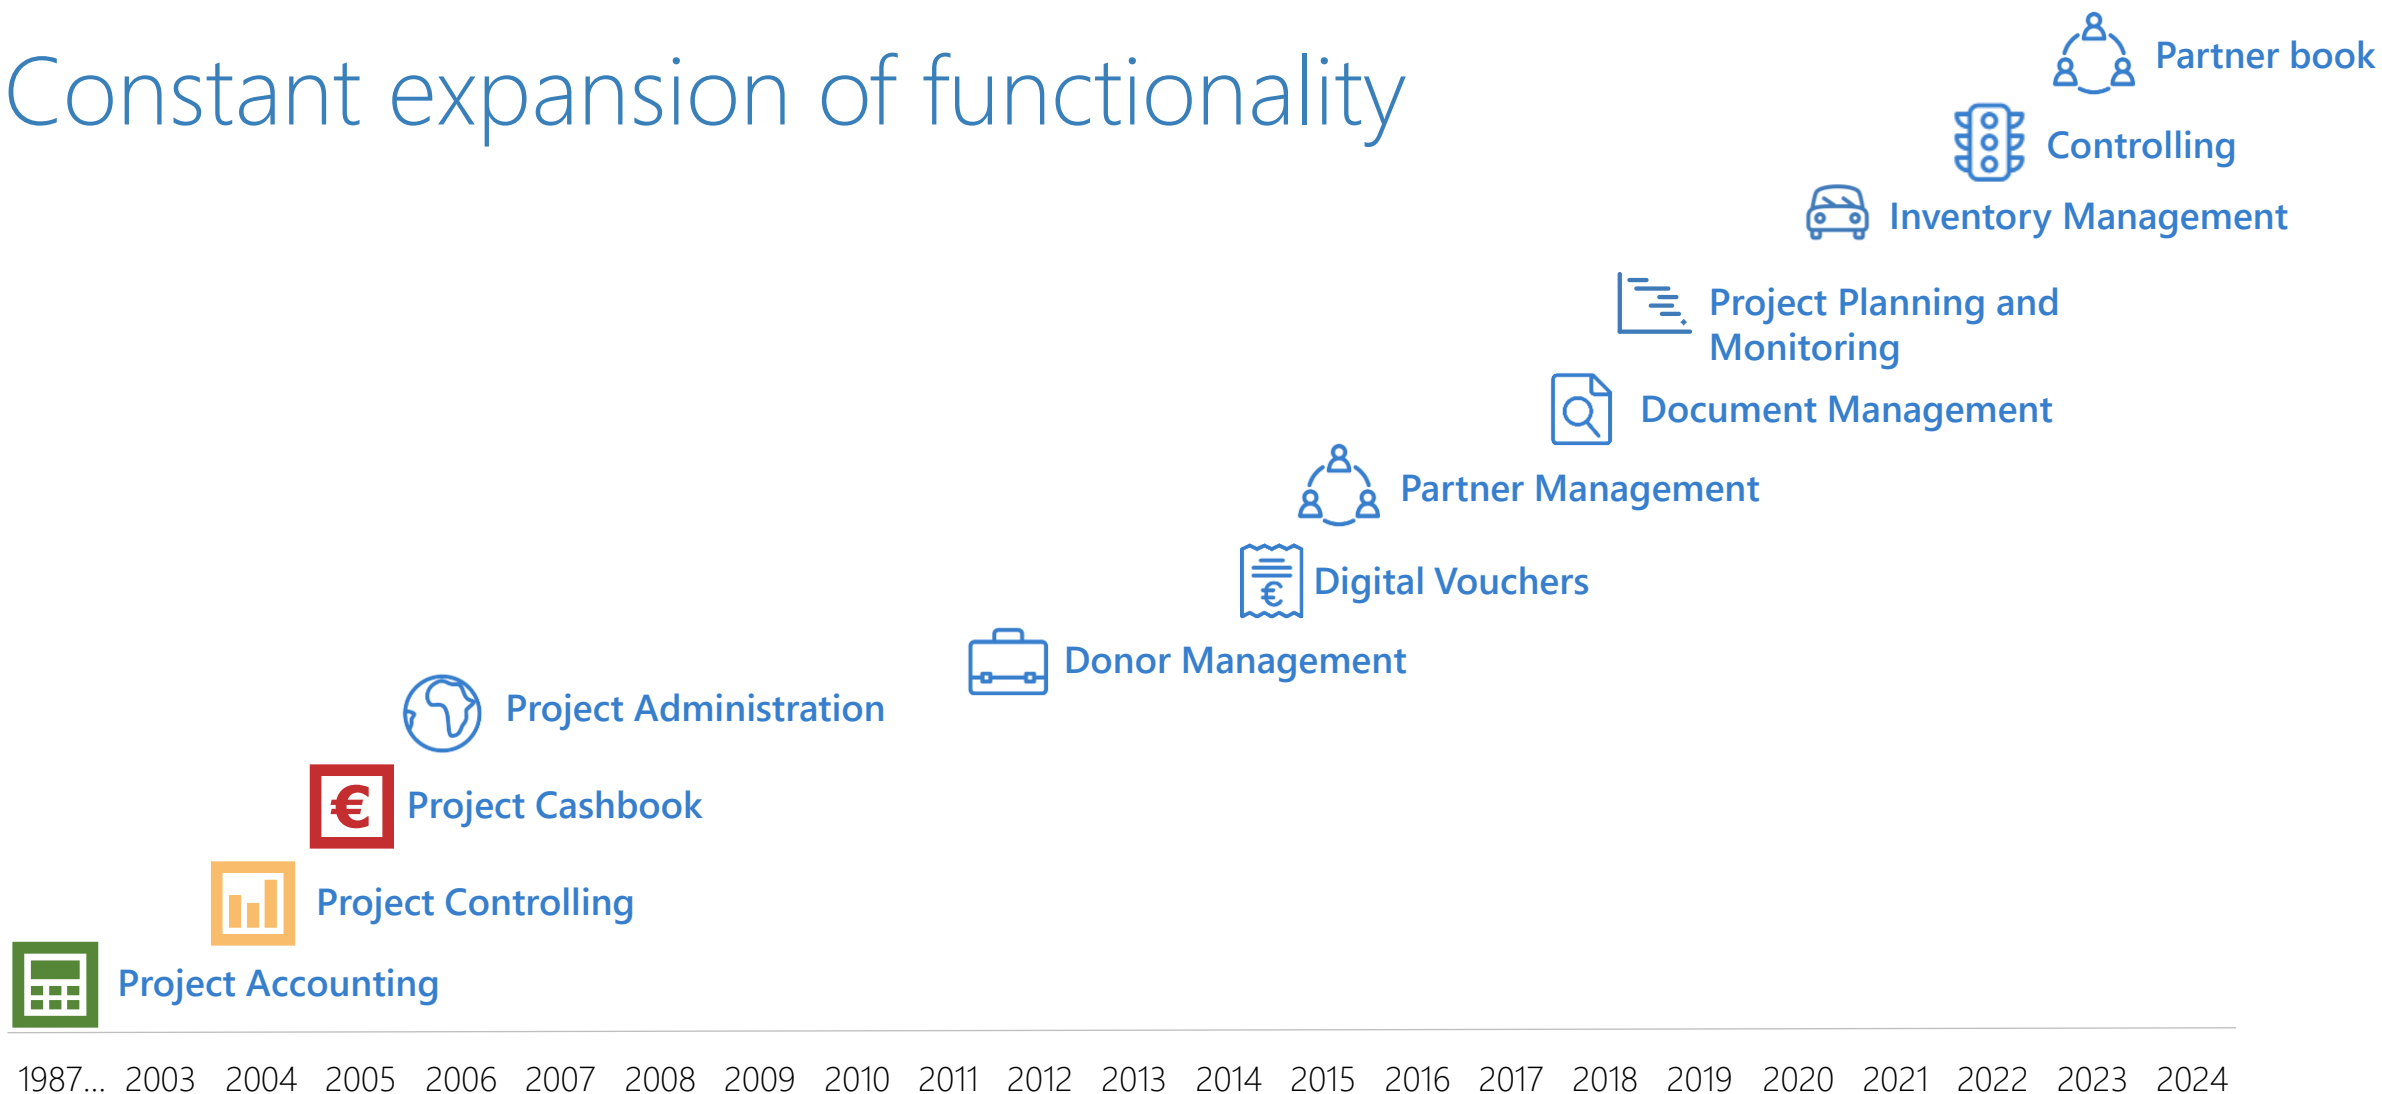 Constant expansion of functionality
Partner book
Controlling
Inventory Management
Project Planning and
Monitoring
Document Management
Partner Management
€
Digital Vouchers
Donor Management
Project Administration
€
Project Cashbook
Project Controlling
Project Accounting
1987... 2003 2004 2005 2006 2007 2008 2009 2010 2011 2012 2013 2014 2015 2016 2017 2018 2019 2020 2021 2022 2023 2024